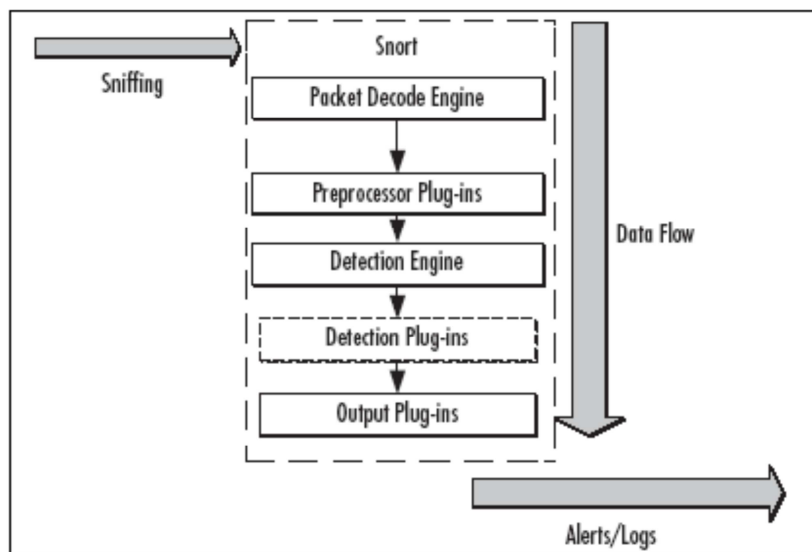 Snort
Sniffing
Packet Decode Engine
Preprocessor Plug-ins
Data Flow
Detection Engine
Detection Plug-ins
Output Plug-ins
Alerts/Logs